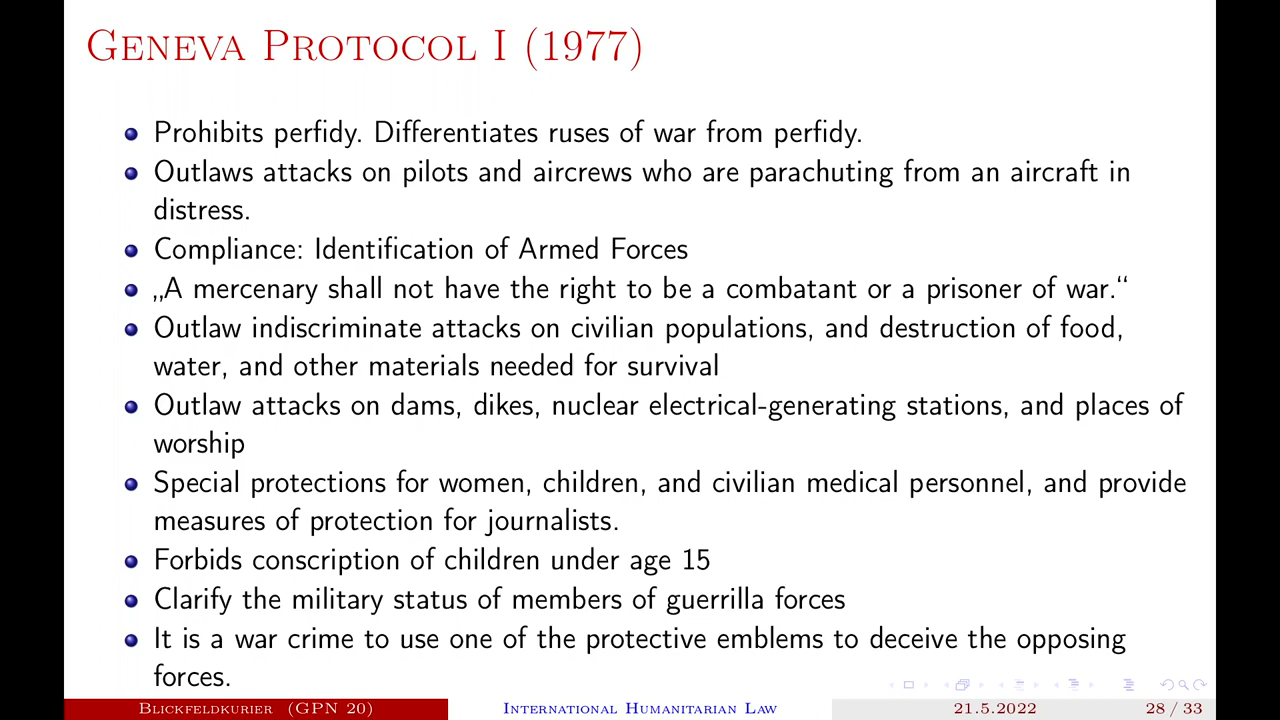 Geneva Protocol I (1977)
Prohibits perfidy. Differentiates ruses of war from perfidy.
Outlaws attacks on pilots and aircrews who are parachuting from an aircraft in
distress.
Compliance: Identification of Armed Forces
„A mercenary shall not have the right to be a combatant or a prisoner of war.“
Outlaw indiscriminate attacks on civilian populations, and destruction of food,
water, and other materials needed for survival
Outlaw attacks on dams, dikes, nuclear electrical-generating stations, and places of
worship
Special protections for women, children, and civilian medical personnel, and provide
measures of protection for journalists.
Forbids conscription of children under age 15
Clarify the military status of members of guerrilla forces
It is a war crime to use one of the protective emblems to deceive the opposing
forces.
Blickfeldkurier (GPN 20) International Humanitarian Law 21.5.2022 28 / 33